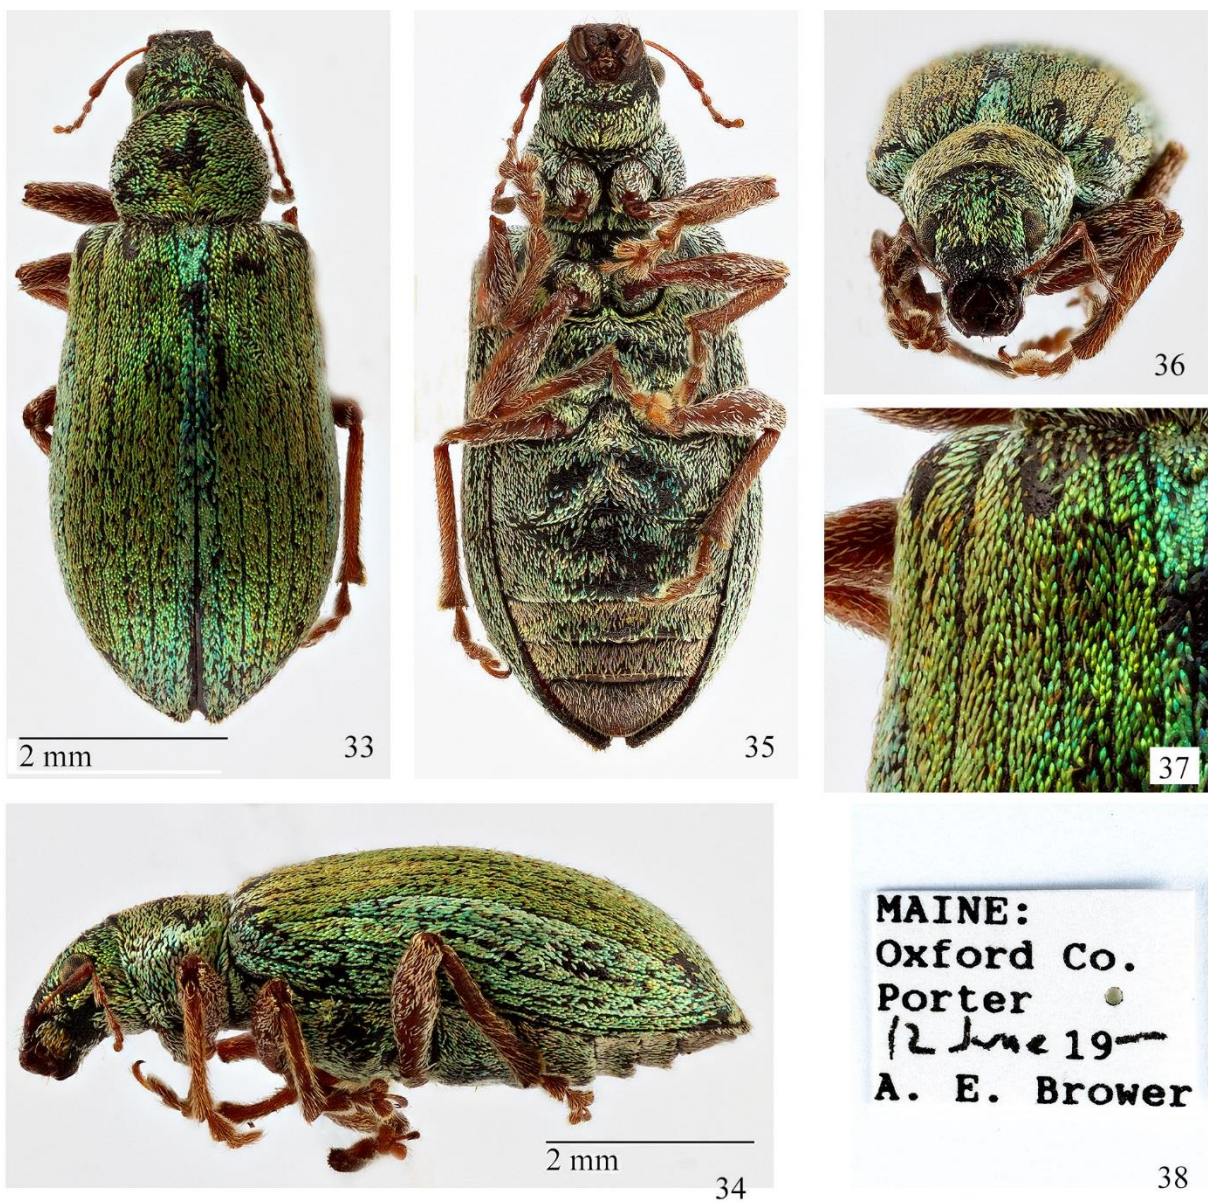 2 mm
33
35
36
37
2 mm
34
MAINE:
Oxford Co.
Porter
12 June 19—
A. E. Brower
38